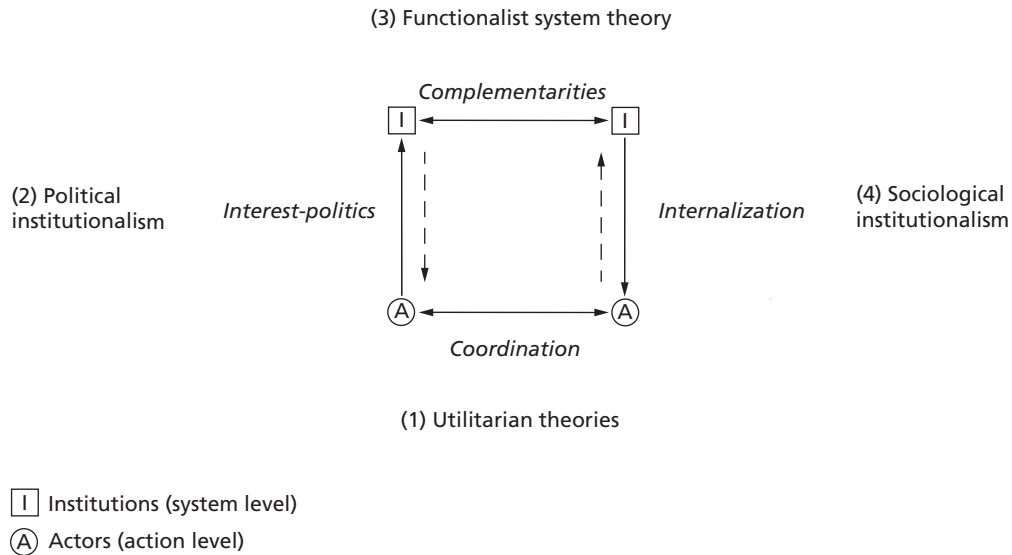 (3) Functionalist system theory
Complementarities
I
I
(2) Political
institutionalism
Interest-politics
Internalization
(4) Sociological
institutionalism
A
A
Coordination
(1) Utilitarian theories
I Institutions (system level)
A Actors (action level)